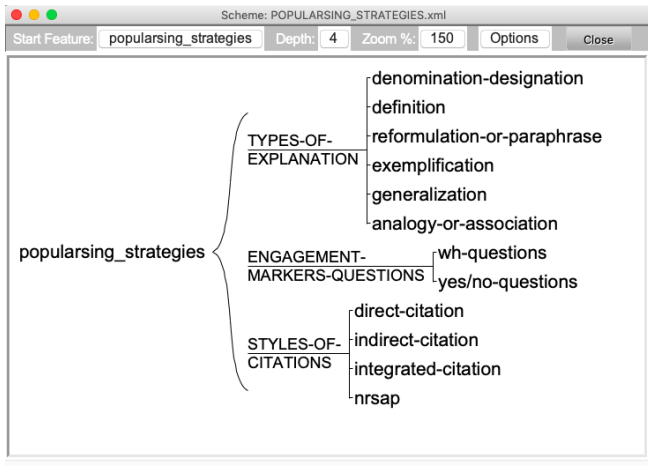 Scheme: POPULARSING_STRATEGIES.xml
Start Feature: popularsing_strategies Depth: 4 Zoom %: 150 Options Close
denomination-designation
definition
TYPES-OF-
EXPLANATION
reformulation-or-paraphrase
exemplification
generalization
analogy-or-association
popularsing_strategies
ENGAGEMENT-
MARKERS-QUESTIONS
wh-questions
yes/no-questions
direct-citation
STYLES-OF-
CITATIONS
indirect-citation
integrated-citation
nrsap